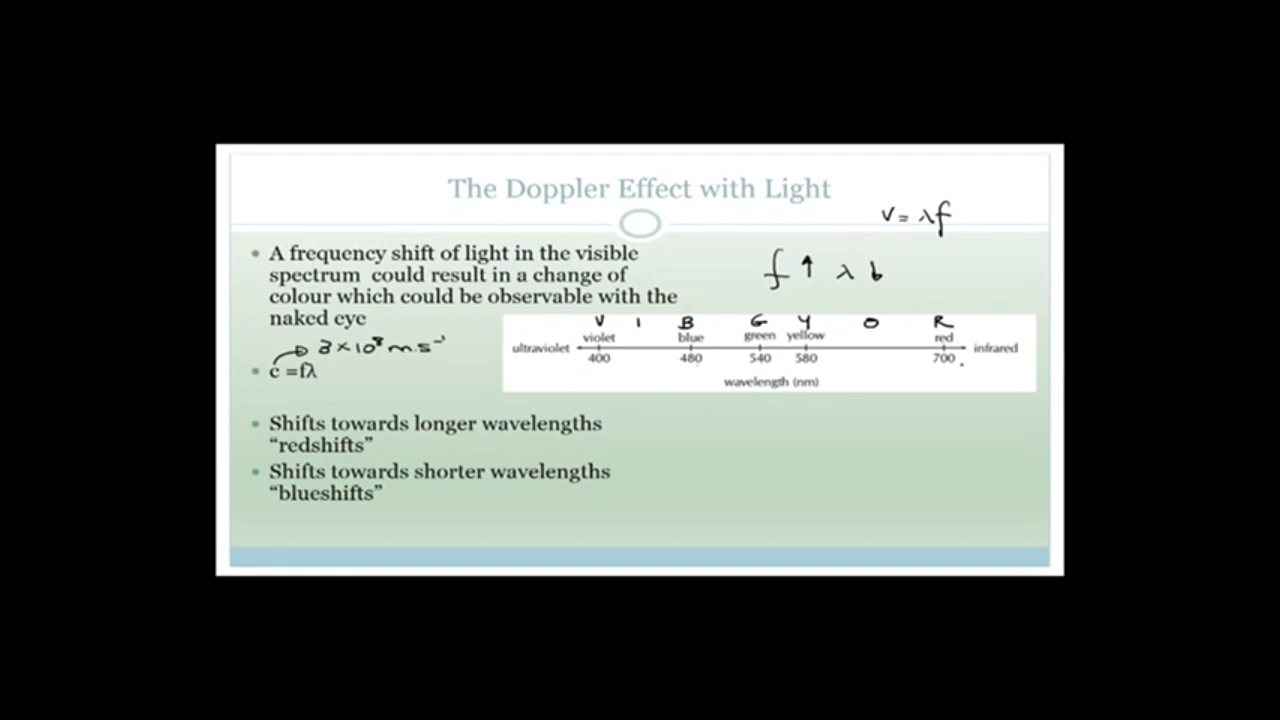 The Doppler Effect with Light
v = λf
• A frequency shift of light in the visible
spectrum could result in a change of
colour which could be observable with the
naked eye
f ↑ λ ↓
V I B G Y O R
violet blue green yellow red
ultraviolet infrared
400 480 540 580 700
wavelength (nm)
3×10⁸ m.s⁻¹
• c =fλ
• Shifts towards longer wavelengths
“redshifts”
• Shifts towards shorter wavelengths
“blueshifts”